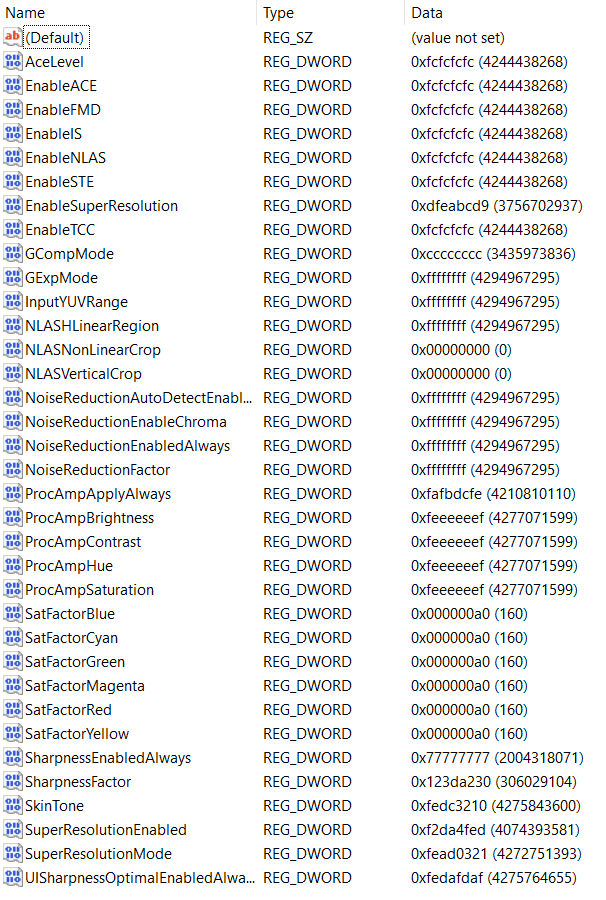 Name Type Data
(Default) REG_SZ (value not set)
AceLevel REG_DWORD 0xfcfcfcfc (4244438268)
EnableACE REG_DWORD 0xfcfcfcfc (4244438268)
EnableFMD REG_DWORD 0xfcfcfcfc (4244438268)
EnableIS REG_DWORD 0xfcfcfcfc (4244438268)
EnableNLAS REG_DWORD 0xfcfcfcfc (4244438268)
EnableSTE REG_DWORD 0xfcfcfcfc (4244438268)
EnableSuperResolution REG_DWORD 0xdfeabcd9 (3756702937)
EnableTCC REG_DWORD 0xfcfcfcfc (4244438268)
GCompMode REG_DWORD 0xcccccccc (3435973836)
GExpMode REG_DWORD 0xffffffff (4294967295)
InputYUVRange REG_DWORD 0xffffffff (4294967295)
NLASHLinearRegion REG_DWORD 0xffffffff (4294967295)
NLASNonLinearCrop REG_DWORD 0x00000000 (0)
NLASVerticalCrop REG_DWORD 0x00000000 (0)
NoiseReductionAutoDetectEnabl... REG_DWORD 0xffffffff (4294967295)
NoiseReductionEnableChroma REG_DWORD 0xffffffff (4294967295)
NoiseReductionEnabledAlways REG_DWORD 0xffffffff (4294967295)
NoiseReductionFactor REG_DWORD 0xffffffff (4294967295)
ProcAmpApplyAlways REG_DWORD 0xfafbdcfe (4210810110)
ProcAmpBrightness REG_DWORD 0xfeeeeeef (4277071599)
ProcAmpContrast REG_DWORD 0xfeeeeeef (4277071599)
ProcAmpHue REG_DWORD 0xfeeeeeef (4277071599)
ProcAmpSaturation REG_DWORD 0xfeeeeeef (4277071599)
SatFactorBlue REG_DWORD 0x000000a0 (160)
SatFactorCyan REG_DWORD 0x000000a0 (160)
SatFactorGreen REG_DWORD 0x000000a0 (160)
SatFactorMagenta REG_DWORD 0x000000a0 (160)
SatFactorRed REG_DWORD 0x000000a0 (160)
SatFactorYellow REG_DWORD 0x000000a0 (160)
SharpnessEnabledAlways REG_DWORD 0x77777777 (2004318071)
SharpnessFactor REG_DWORD 0x123da230 (306029104)
SkinTone REG_DWORD 0xfedc3210 (4275843600)
SuperResolutionEnabled REG_DWORD 0xf2da4fed (4074393581)
SuperResolutionMode REG_DWORD 0xfead0321 (4272751393)
UISharpnessOptimalEnabledAlwa... REG_DWORD 0xfedafdaf (4275764655)